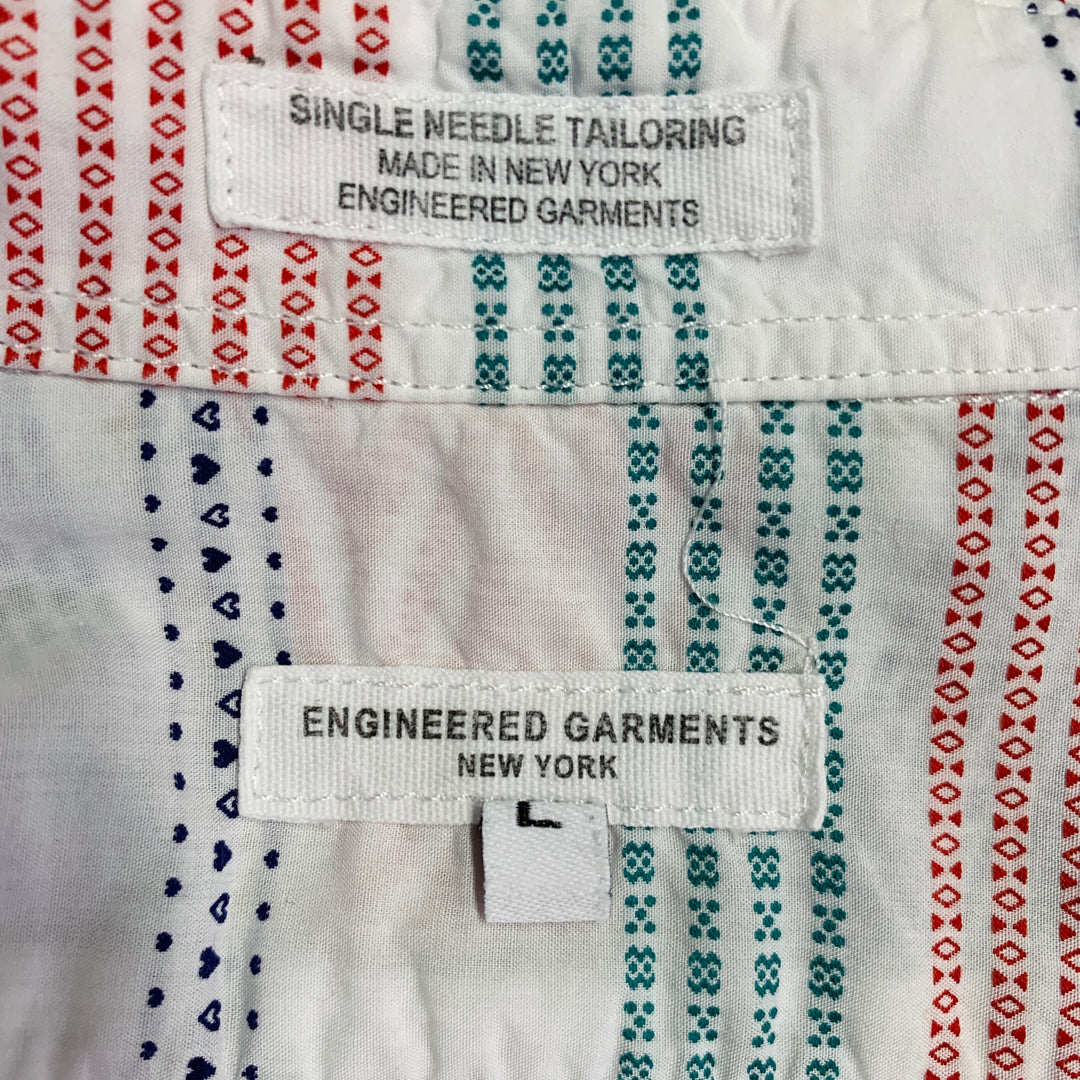 SINGLE NEEDLE TAILORING
MADE IN NEW YORK
ENGINEERED GARMENTS
ENGINEERED GARMENTS
NEW YORK
L